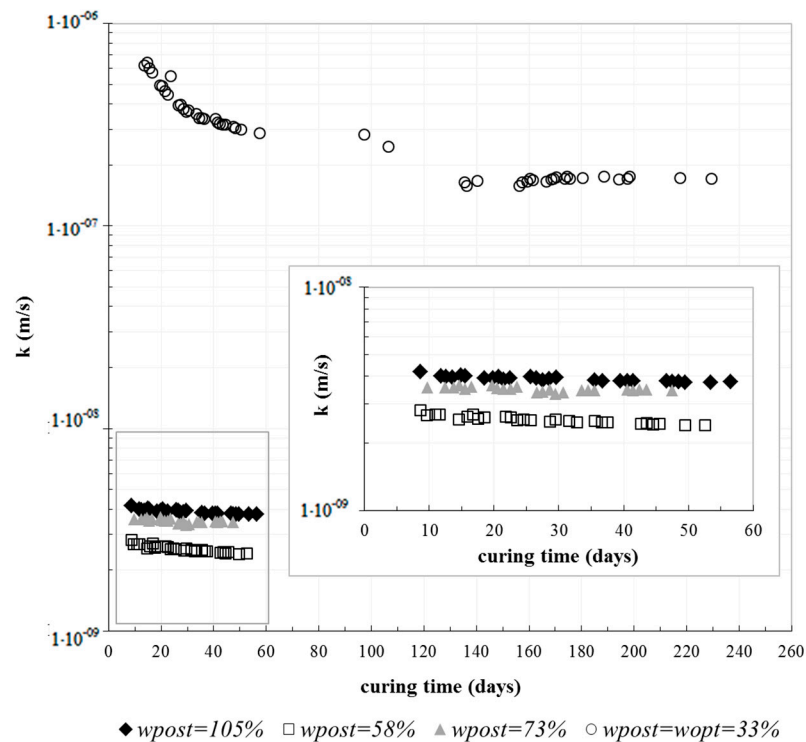 1·10⁻⁰⁶
1·10⁻⁰⁷
1·10⁻⁰⁸
1·10⁻⁰⁹
k (m/s)
0 20 40 60 80 100 120 140 160 180 200 220 240 260
curing time (days)
1·10⁻⁰⁸
1·10⁻⁰⁹
k (m/s)
0 10 20 30 40 50 60
curing time (days)
wpost=105% wpost=58% wpost=73% wpost=wopt=33%